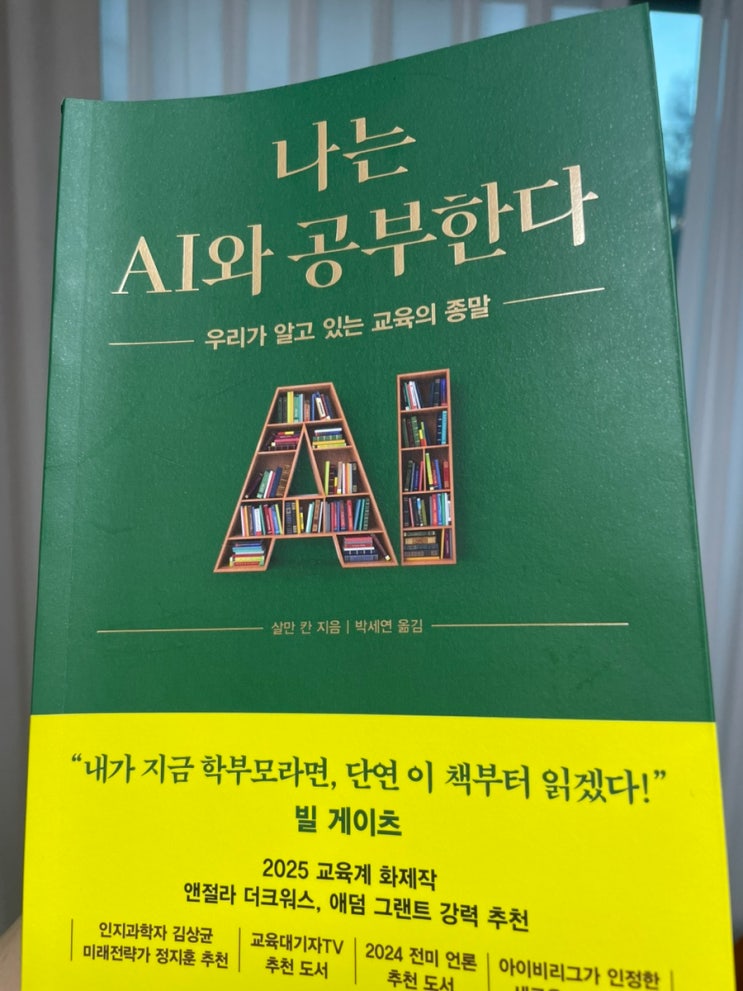 나는
AI와 공부한다
우리가 알고 있는 교육의 종말
AI
살만 칸 지음 | 박세연 옮김
“내가 지금 학부모라면, 단연 이 책부터 읽겠다!”
빌 게이츠
2025 교육계 화제작
앤절라 더크워스, 애덤 그랜트 강력 추천
인지과학자 김상균
미래전략가 정지훈 추천
교육대기자TV
추천 도서
2024 전미 언론
추천 도서
아이비리그가 인정한